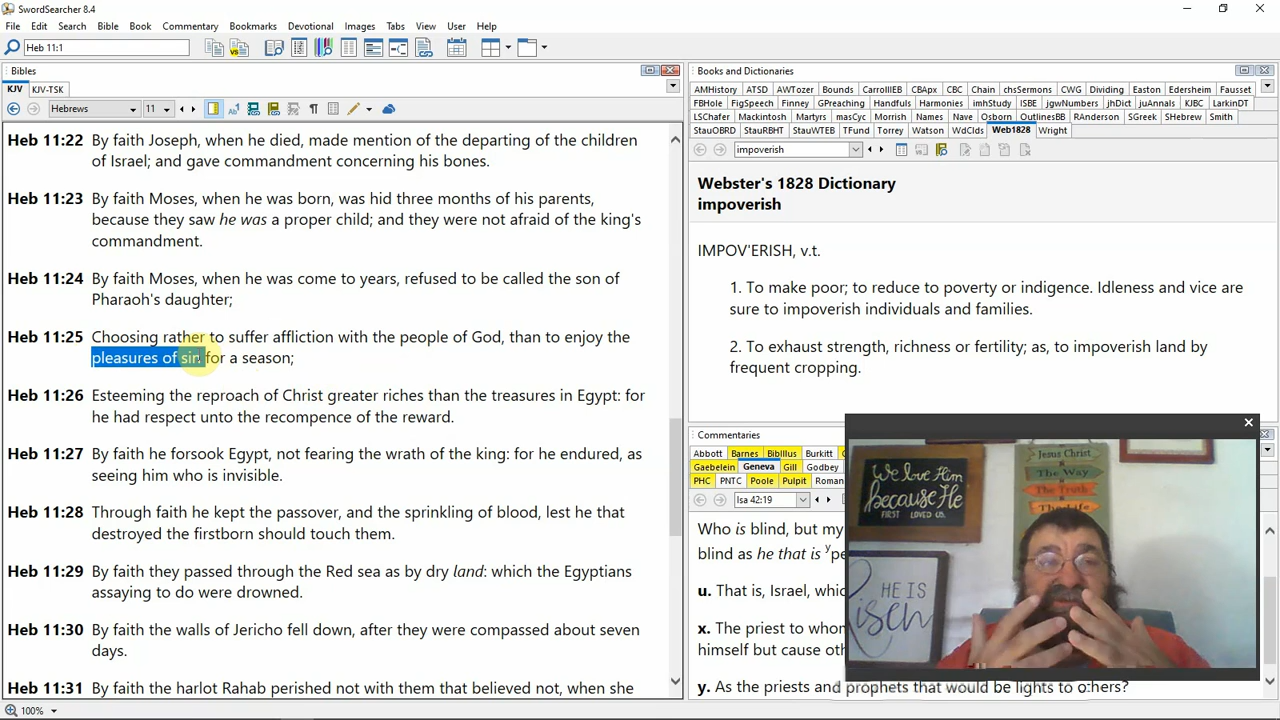 SwordSearcher 8.4
File Edit Search Bible Book Commentary Bookmarks Devotional Images Tabs View User Help
Heb 11:1
Bibles
KJV KJV-TSK
Hebrews 11
Heb 11:22 By faith Joseph, when he died, made mention of the departing of the children
of Israel; and gave commandment concerning his bones.
Heb 11:23 By faith Moses, when he was born, was hid three months of his parents,
because they saw he was a proper child; and they were not afraid of the king's
commandment.
Heb 11:24 By faith Moses, when he was come to years, refused to be called the son of
Pharaoh's daughter;
Heb 11:25 Choosing rather to suffer affliction with the people of God, than to enjoy the
pleasures of sin for a season;
Heb 11:26 Esteeming the reproach of Christ greater riches than the treasures in Egypt: for
he had respect unto the recompence of the reward.
Heb 11:27 By faith he forsook Egypt, not fearing the wrath of the king: for he endured, as
seeing him who is invisible.
Heb 11:28 Through faith he kept the passover, and the sprinkling of blood, lest he that
destroyed the firstborn should touch them.
Heb 11:29 By faith they passed through the Red sea as by dry land: which the Egyptians
assaying to do were drowned.
Heb 11:30 By faith the walls of Jericho fell down, after they were compassed about seven
days.
Heb 11:31 By faith the harlot Rahab perished not with them that believed not, when she
100%
Books and Dictionaries
AMHistory ATSD AWTozer Bounds CarrollIEB CBApx CBC Chain chsSermons CWG Dividing Easton Edersheim Fausset
FBHole FigSpeech Finney GPreaching Handfuls Harmonies imhStudy ISBE jgwNumbers jhDict juAnnals KJBC LarkinDT
LSChafer Mackintosh Martyrs masCyc Morrish Names Nave Osborn OutlinesBB RAnderson SGreek SHebrew Smith
StauOBRD StauRBHT StauWTEB TFund Torrey Watson WdClds Web1828 Wright
impoverish
Webster's 1828 Dictionary
impoverish
IMPOV'ERISH, v.t.
1. To make poor; to reduce to poverty or indigence. Idleness and vice are
sure to impoverish individuals and families.
2. To exhaust strength, richness or fertility; as, to impoverish land by
frequent cropping.
Commentaries
Abbott Barnes BibIllus Burkitt
Gaebelein Geneva Gill Godbey
PHC PNTC Poole Pulpit Roman
Isa 42:19
Who is blind, but my
blind as he that is y
u. That is, Israel,
x. The priest to
himself but cause
y. As the priests and prophets that would be lights to others?
We love Him
because He
FIRST LOVED US.
Jesus Christ
The Way
The Truth
The Life
HE IS
Risen